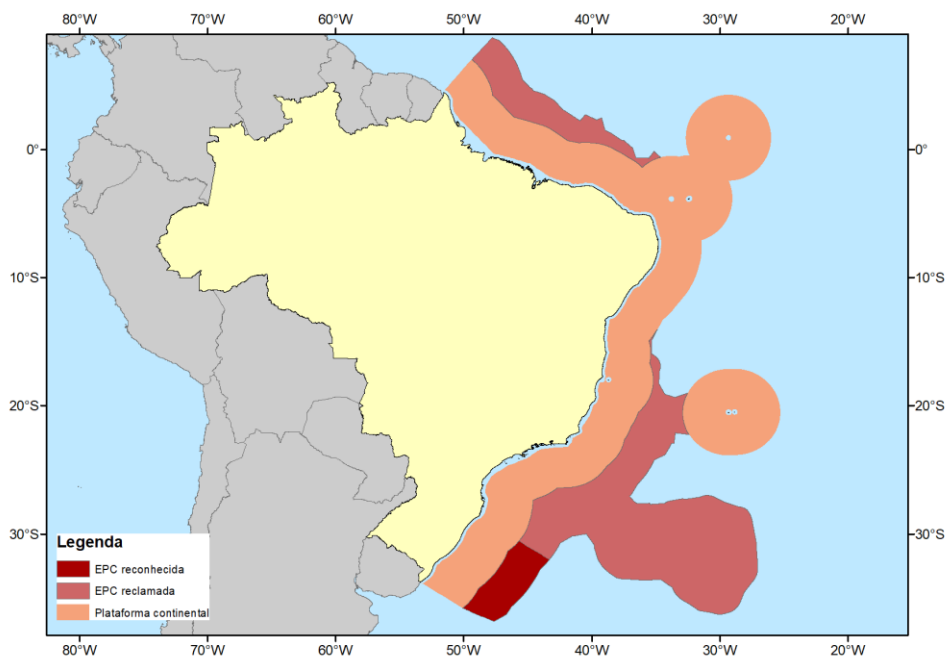 80°W 70°W 60°W 50°W 40°W 30°W 20°W
0° 0°
10°S 10°S
20°S 20°S
30°S 30°S
Legenda
EPC reconhecida
EPC reclamada
Plataforma continental
80°W 70°W 60°W 50°W 40°W 30°W 20°W